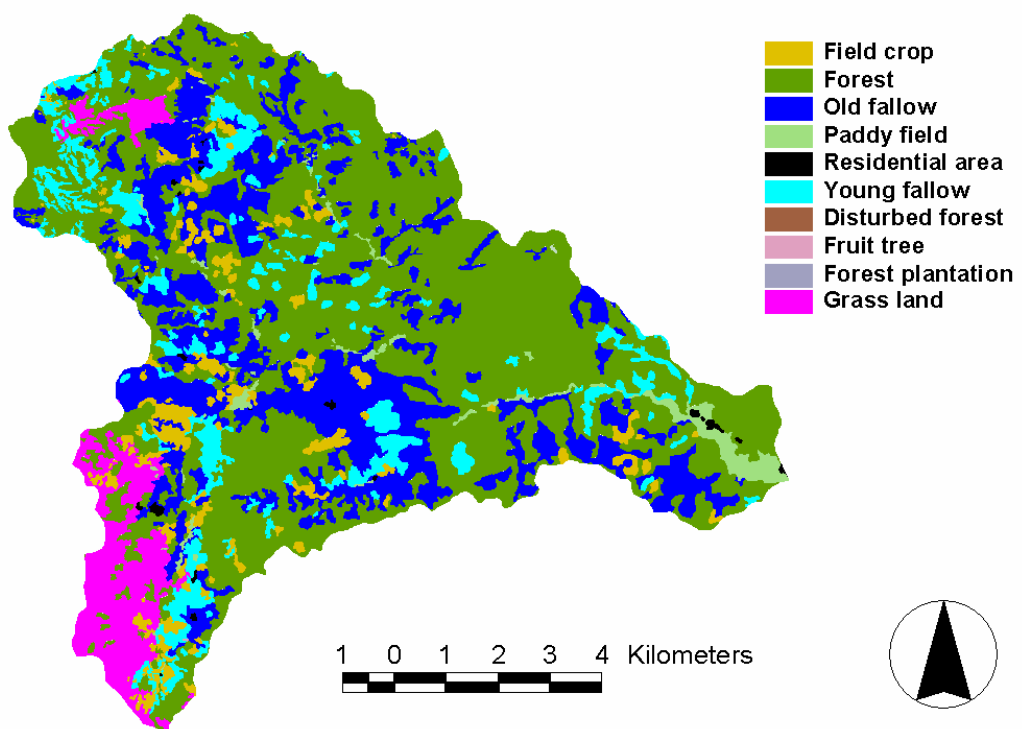 Field crop
Forest
Old fallow
Paddy field
Residential area
Young fallow
Disturbed forest
Fruit tree
Forest plantation
Grass land
1 0 1 2 3 4 Kilometers